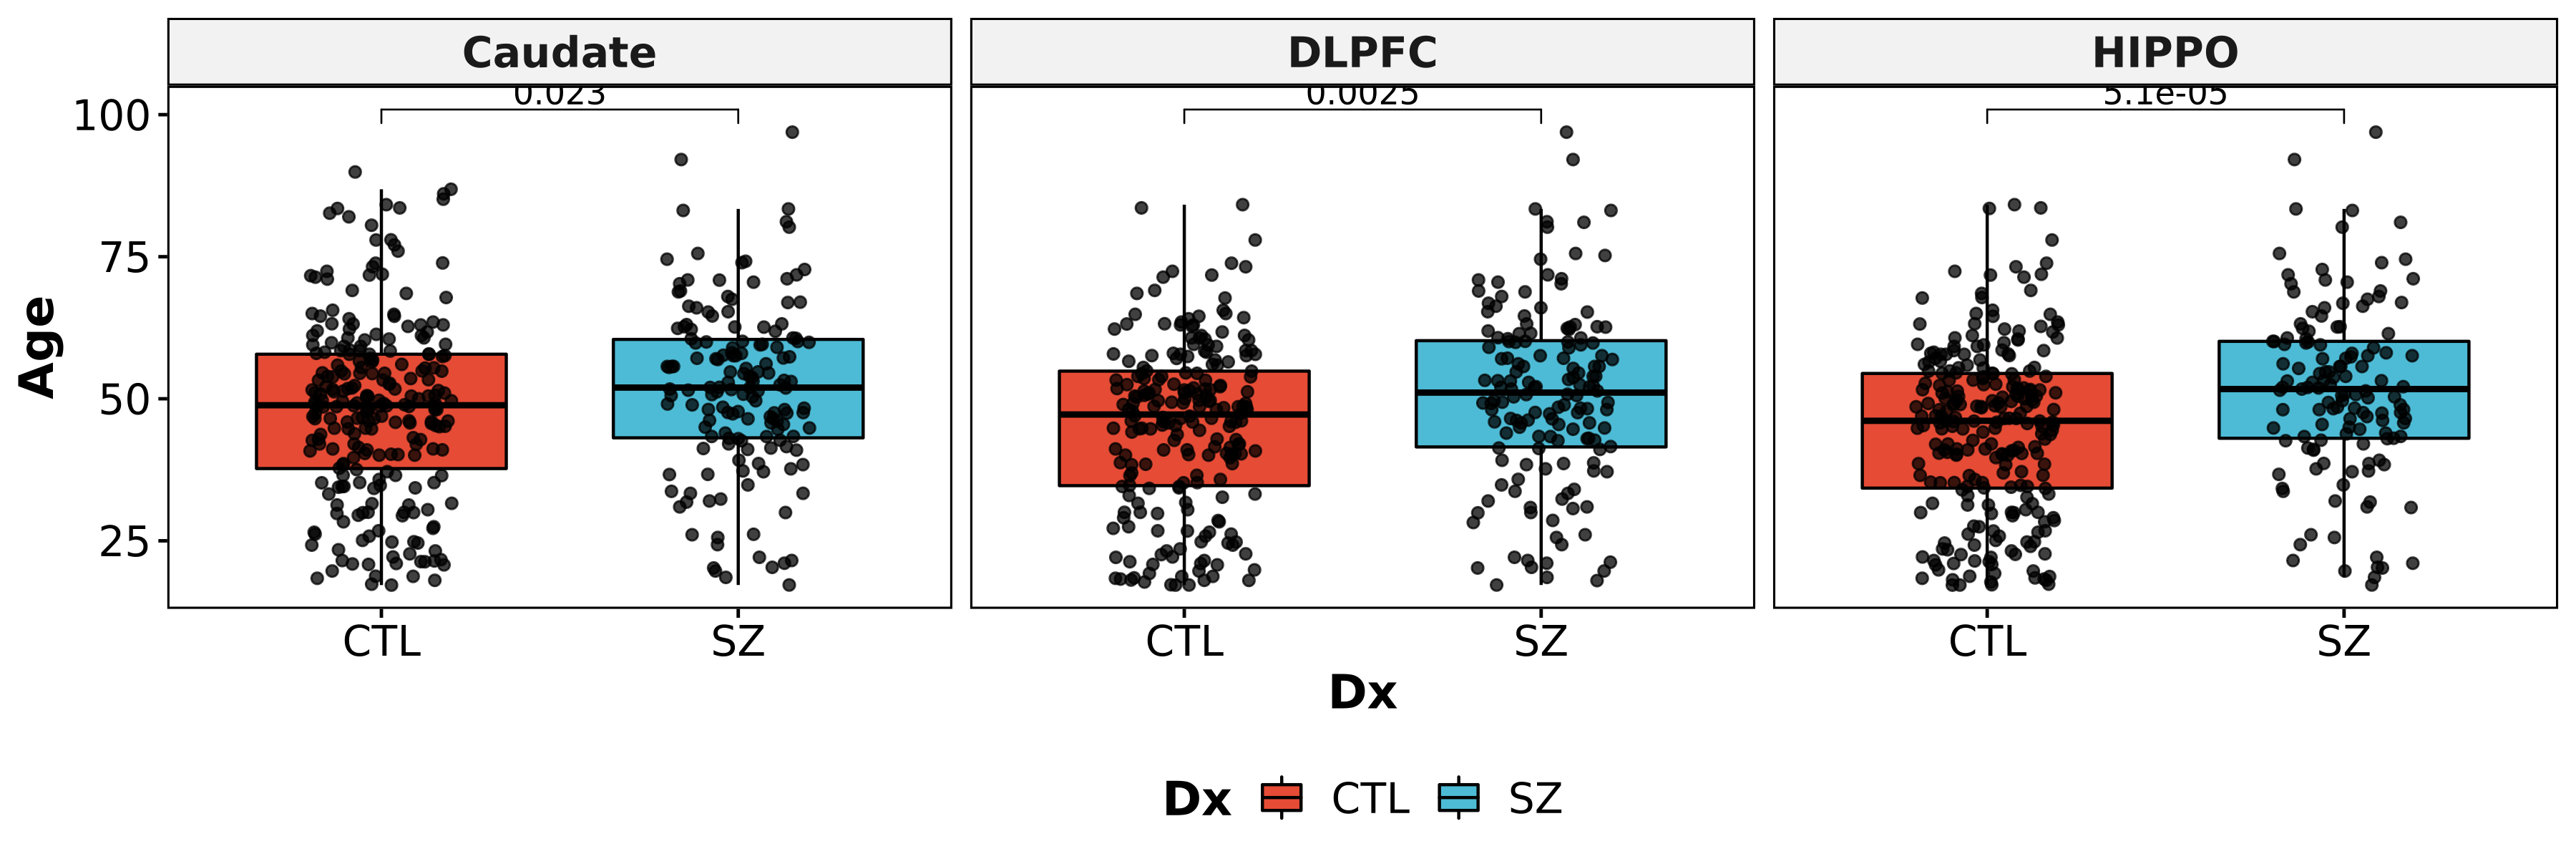 Caudate DLPFC HIPPO
0.023 0.0025 5.1e-05
100
75
50
25
Age
CTL SZ CTL SZ CTL SZ
Dx
Dx CTL SZ